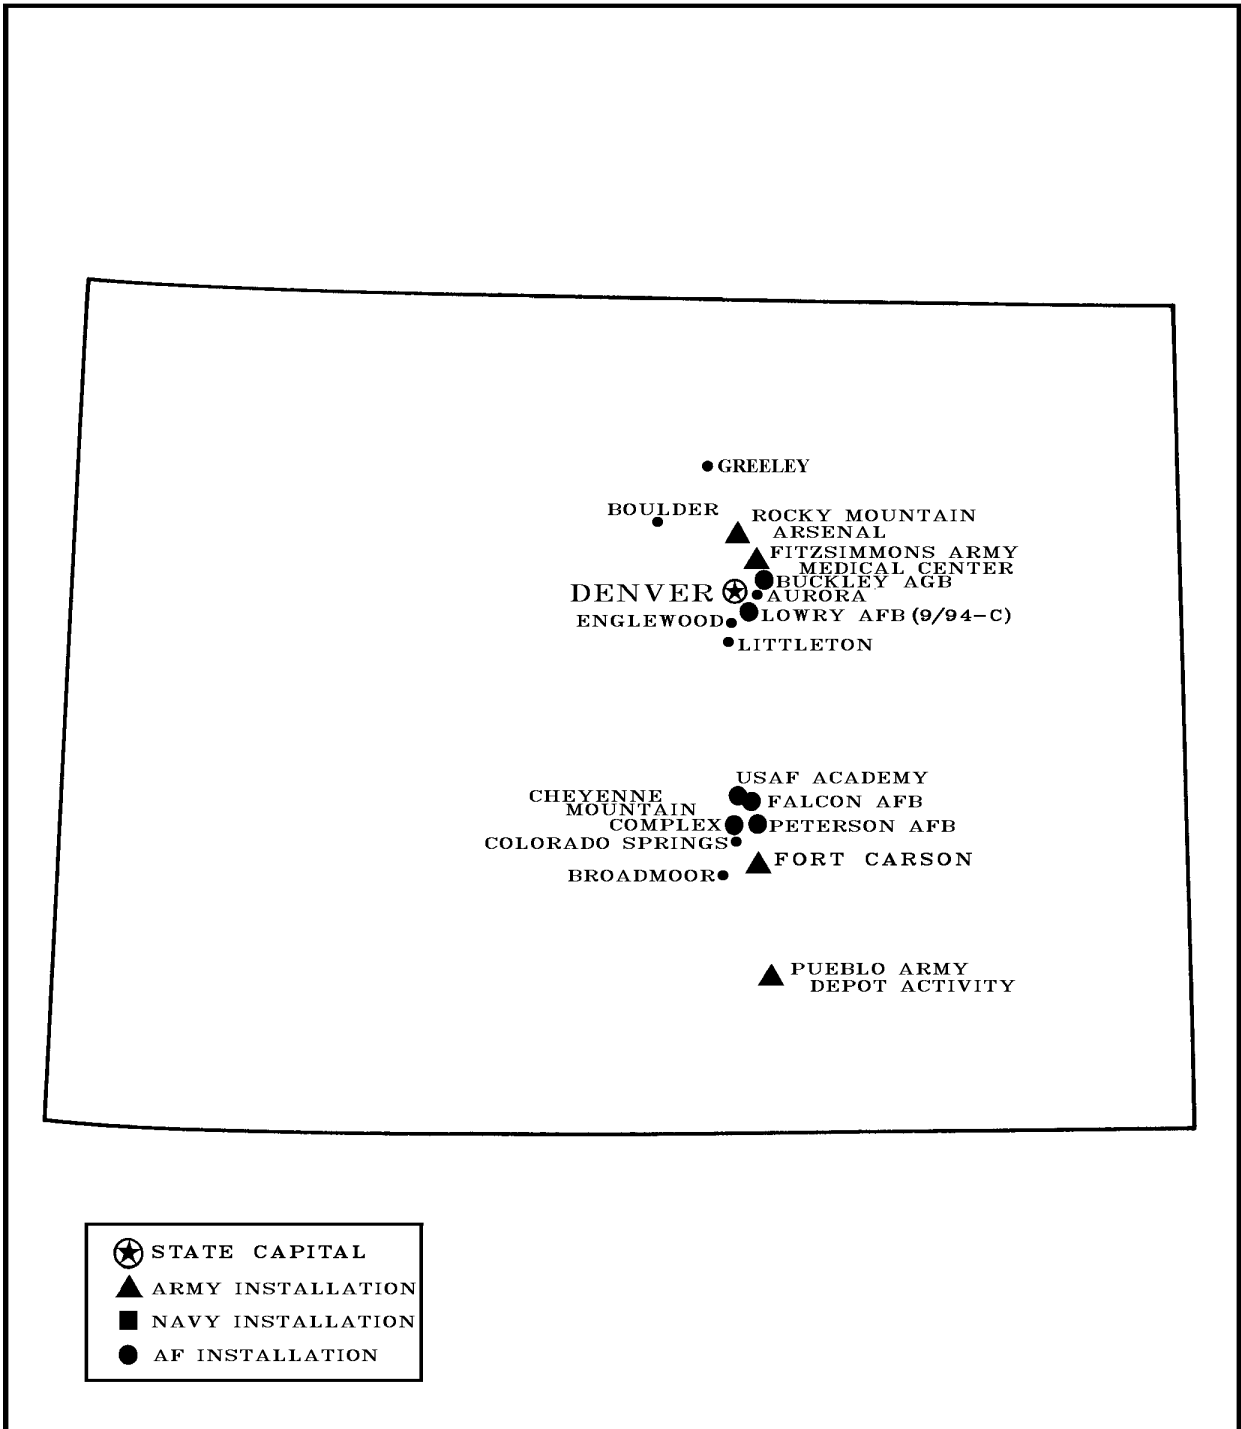 GREELEY
BOULDER
ROCKY MOUNTAIN
ARSENAL
FITZSIMMONS ARMY
MEDICAL CENTER
BUCKLEY AGB
DENVER
AURORA
LOWRY AFB (9/94-C)
ENGLEWOOD
LITTLETON
USAF ACADEMY
CHEYENNE
MOUNTAIN
COMPLEX
FALCON AFB
PETERSON AFB
COLORADO SPRINGS
FORT CARSON
BROADMOOR
PUEBLO ARMY
DEPOT ACTIVITY
STATE CAPITAL
ARMY INSTALLATION
NAVY INSTALLATION
AF INSTALLATION